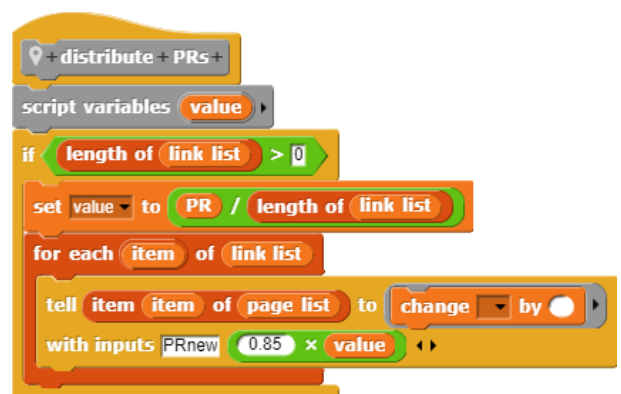 +distribute+PRs+
script variables value
if length of link list > 0
set value to PR / length of link list
for each item of link list
tell item item of page list to change by
with inputs PRnew 0.85 × value